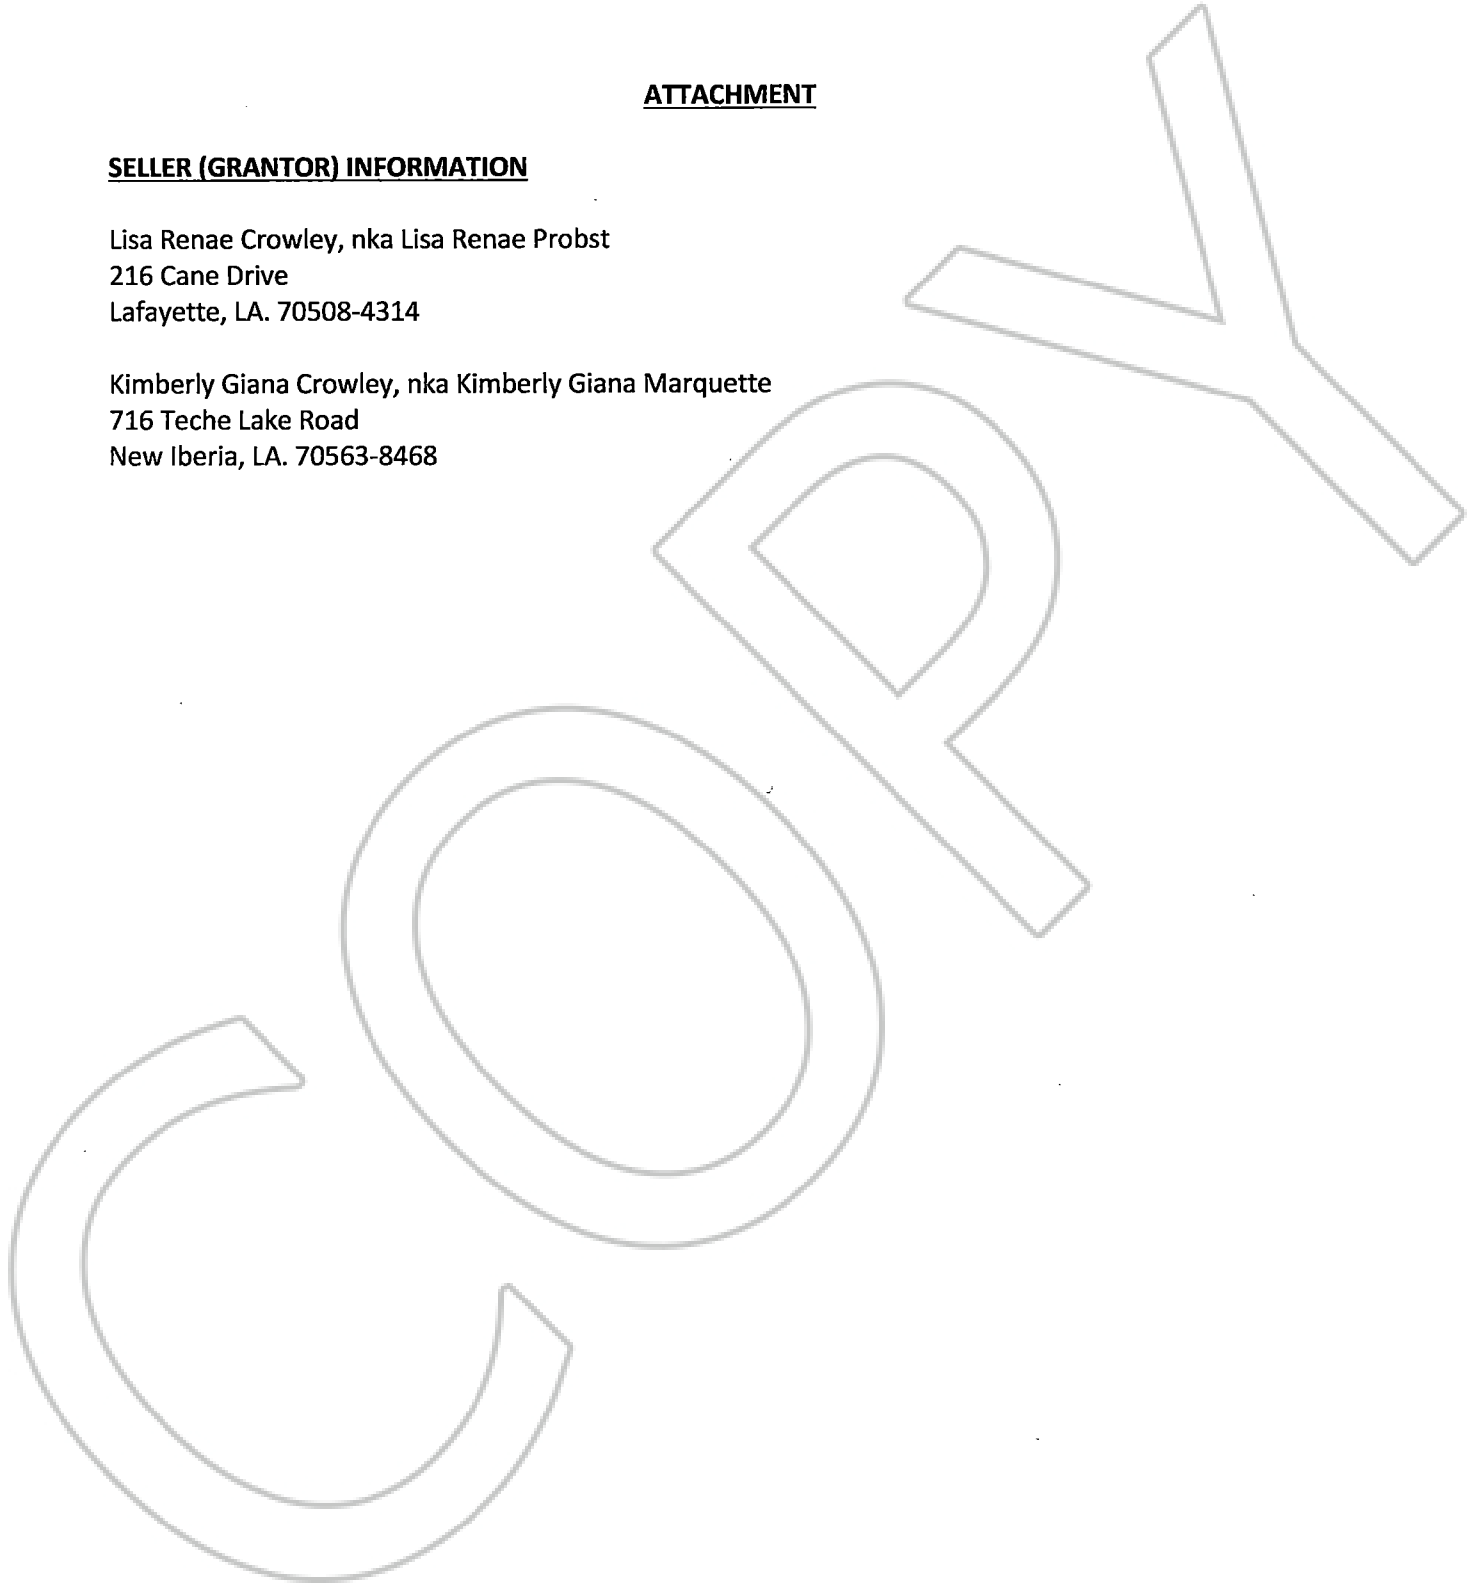 ATTACHMENT
SELLER (GRANTOR) INFORMATION
Lisa Renae Crowley, nka Lisa Renae Probst
216 Cane Drive
Lafayette, LA. 70508-4314
Kimberly Giana Crowley, nka Kimberly Giana Marquette
716 Teche Lake Road
New Iberia, LA. 70563-8468
COPY